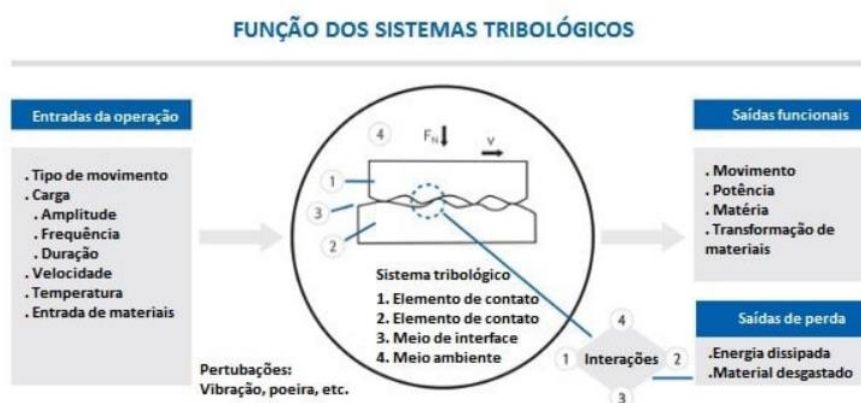 FUNÇÃO DOS SISTEMAS TRIBOLÓGICOS
Entradas da operação
. Tipo de movimento
. Carga
. Amplitude
. Frequência
. Duração
. Velocidade
. Temperatura
. Entrada de materiais
4
F_N
v
1
3
2
Sistema tribológico
1. Elemento de contato
2. Elemento de contato
3. Meio de interface
4. Meio ambiente
Pertubações:
Vibração, poeira, etc.
4
1 Interações 2
3
Saídas funcionais
. Movimento
. Potência
. Matéria
. Transformação de
materiais
Saídas de perda
.Energia dissipada
.Material desgastado